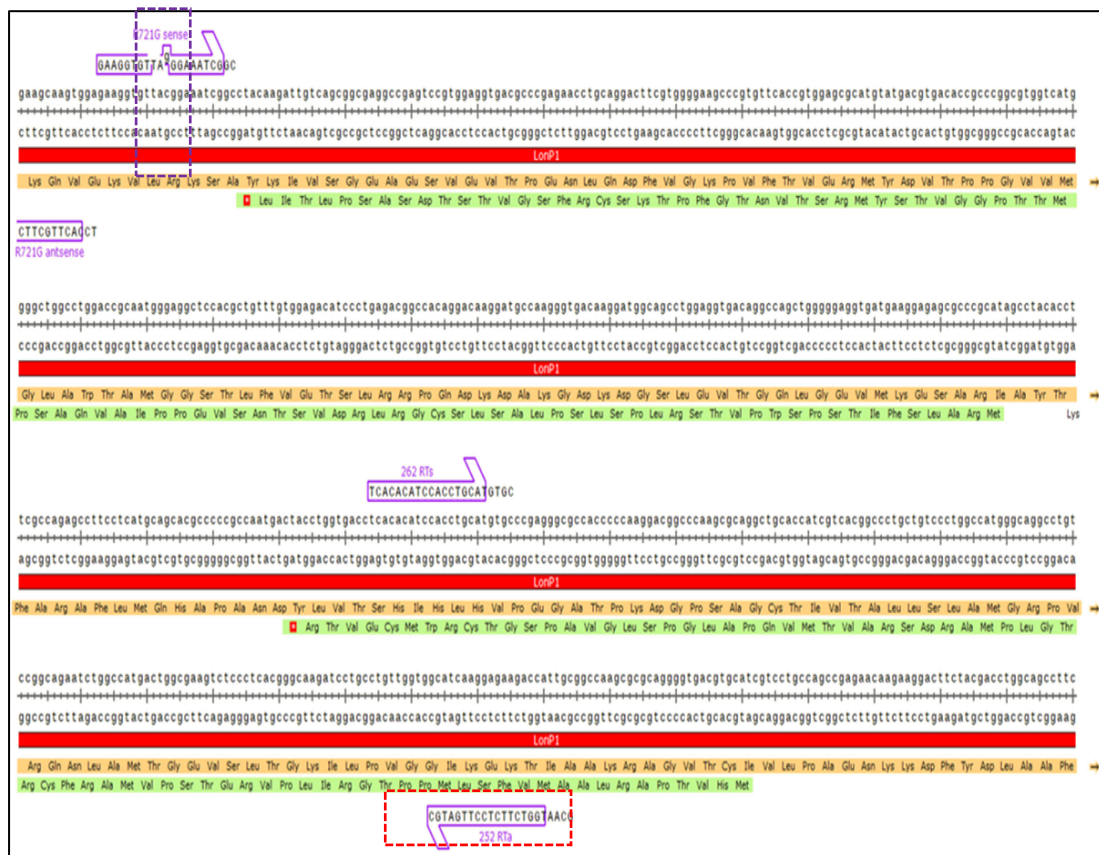 R721G sense
GAAGGTGTTAgGGAAATCGGC
gaagcaagtggagaaggtgttacggaaatcggcctacaagattgtcagcggcgaggccgagtccgtggaggtgacgcccgagaacctgcaggacttcgtggggaagcccgtgttcaccgtggagcgcatgtatgacgtgacaccgcccggcgtggtcatg
cttcgttcacctcttccacaatgcctttagccggatgttctaacagtcgccgctccggctcaggcacctccactgcgggctcttggacgtcctgaagcaccccttcgggcacaagtggcacctcgcgtacatactgcactgtggcgggccgcaccagtac
LonP1
Lys Gln Val Glu Lys Val Leu Arg Lys Ser Ala Tyr Lys Ile Val Ser Gly Glu Ala Glu Ser Val Glu Val Thr Pro Glu Asn Leu Gln Asp Phe Val Gly Lys Pro Val Phe Thr Val Glu Arg Met Tyr Asp Val Thr Pro Pro Gly Val Val Met
* Leu Ile Thr Leu Pro Ser Ala Ser Asp Thr Ser Thr Val Gly Ser Phe Arg Cys Ser Lys Thr Pro Phe Gly Thr Asn Val Thr Ser Arg Met Tyr Ser Thr Val Gly Gly Pro Thr Thr Met
CTTCGTTCACCT
R721G antsense
gggctggcctggaccgcaatgggaggctccacgctgtttgtggagacatccctgagacggccacaggacaaggatgccaagggtgacaaggatggcagcctggaggtgacaggccagctgggggaggtgatgaaggagagcgcccgcatagcctacacct
cccgaccggacctggcgttaccctccgaggtgcgacaaacacctctgtagggactctgccggtgtcctgttcctacggttcccactgttcctaccgtcggacctccactgtccggtcgaccccctccactacttcctctcgcgggcgtatcggatgtgga
LonP1
Gly Leu Ala Trp Thr Ala Met Gly Gly Ser Thr Leu Phe Val Glu Thr Ser Leu Arg Arg Pro Gln Asp Lys Asp Ala Lys Gly Asp Lys Asp Gly Ser Leu Glu Val Thr Gly Gln Leu Gly Glu Val Met Lys Glu Ser Ala Arg Ile Ala Tyr Thr
Pro Ser Ala Gln Val Ala Ile Pro Pro Glu Val Ser Asn Thr Ser Val Asp Arg Leu Arg Gly Cys Ser Leu Ser Ala Leu Pro Ser Leu Ser Pro Leu Arg Ser Thr Val Pro Trp Ser Pro Ser Thr Ile Phe Ser Leu Ala Arg Met Lys
262 RTs
TCACACATCCACCTGCATGTGC
tcgccagagccttcctcatgcagcacgcccccgccaatgactacctggtgacctcacacatccacctgcatgtgcccgagggcgccacccccaaggacggcccaagcgcaggctgcaccatcgtcacggccctgctgtccctggccatgggcaggcctgt
agcggtctcggaaggagtacgtcgtgcgggggcggttactgatggaccactggagtgtgtaggtggacgtacacgggctcccgcggtgggggttcctgccgggttcgcgtccgacgtggtagcagtgccgggacgacagggaccggtacccgtccggaca
LonP1
Phe Ala Arg Ala Phe Leu Met Gln His Ala Pro Ala Asn Asp Tyr Leu Val Thr Ser His Ile His Leu His Val Pro Glu Gly Ala Thr Pro Lys Asp Gly Pro Ser Ala Gly Cys Thr Ile Val Thr Ala Leu Leu Ser Leu Ala Met Gly Arg Pro Val
* Arg Thr Val Glu Cys Met Trp Arg Cys Thr Gly Ser Pro Ala Val Gly Leu Ser Pro Gly Leu Ala Pro Gln Val Met Thr Val Ala Arg Ser Asp Arg Ala Met Pro Leu Gly Thr
ccggcagaatctggccatgactggcgaagtctccctcacgggcaagatcctgcctgttggtggcatcaaggagaagaccattgcggccaagcgcgcaggggtgacgtgcatcgtcctgccagccgagaacaagaaggacttctacgacctggcagccttc
ggccgtcttagaccggtactgaccgcttcagagggagtgcccgttctaggacggacaaccaccgtagttcctcttctggtaacgccggttcgcgcgtccccactgcacgtagcaggacggtcggctcttgttcttcctgaagatgctggaccgtcggaag
LonP1
Arg Gln Asn Leu Ala Met Thr Gly Glu Val Ser Leu Thr Gly Lys Ile Leu Pro Val Gly Gly Ile Lys Glu Lys Thr Ile Ala Ala Lys Arg Ala Gly Val Thr Cys Ile Val Leu Pro Ala Glu Asn Lys Lys Asp Phe Tyr Asp Leu Ala Ala Phe
Arg Cys Phe Arg Ala Met Val Pro Ser Thr Glu Arg Val Pro Leu Ile Arg Gly Thr Pro Pro Met Leu Ser Phe Val Met Ala Ala Leu Arg Ala Pro Thr Val His Met
CGTAGTTCCTCTTCTGGTAACG
252 RTa